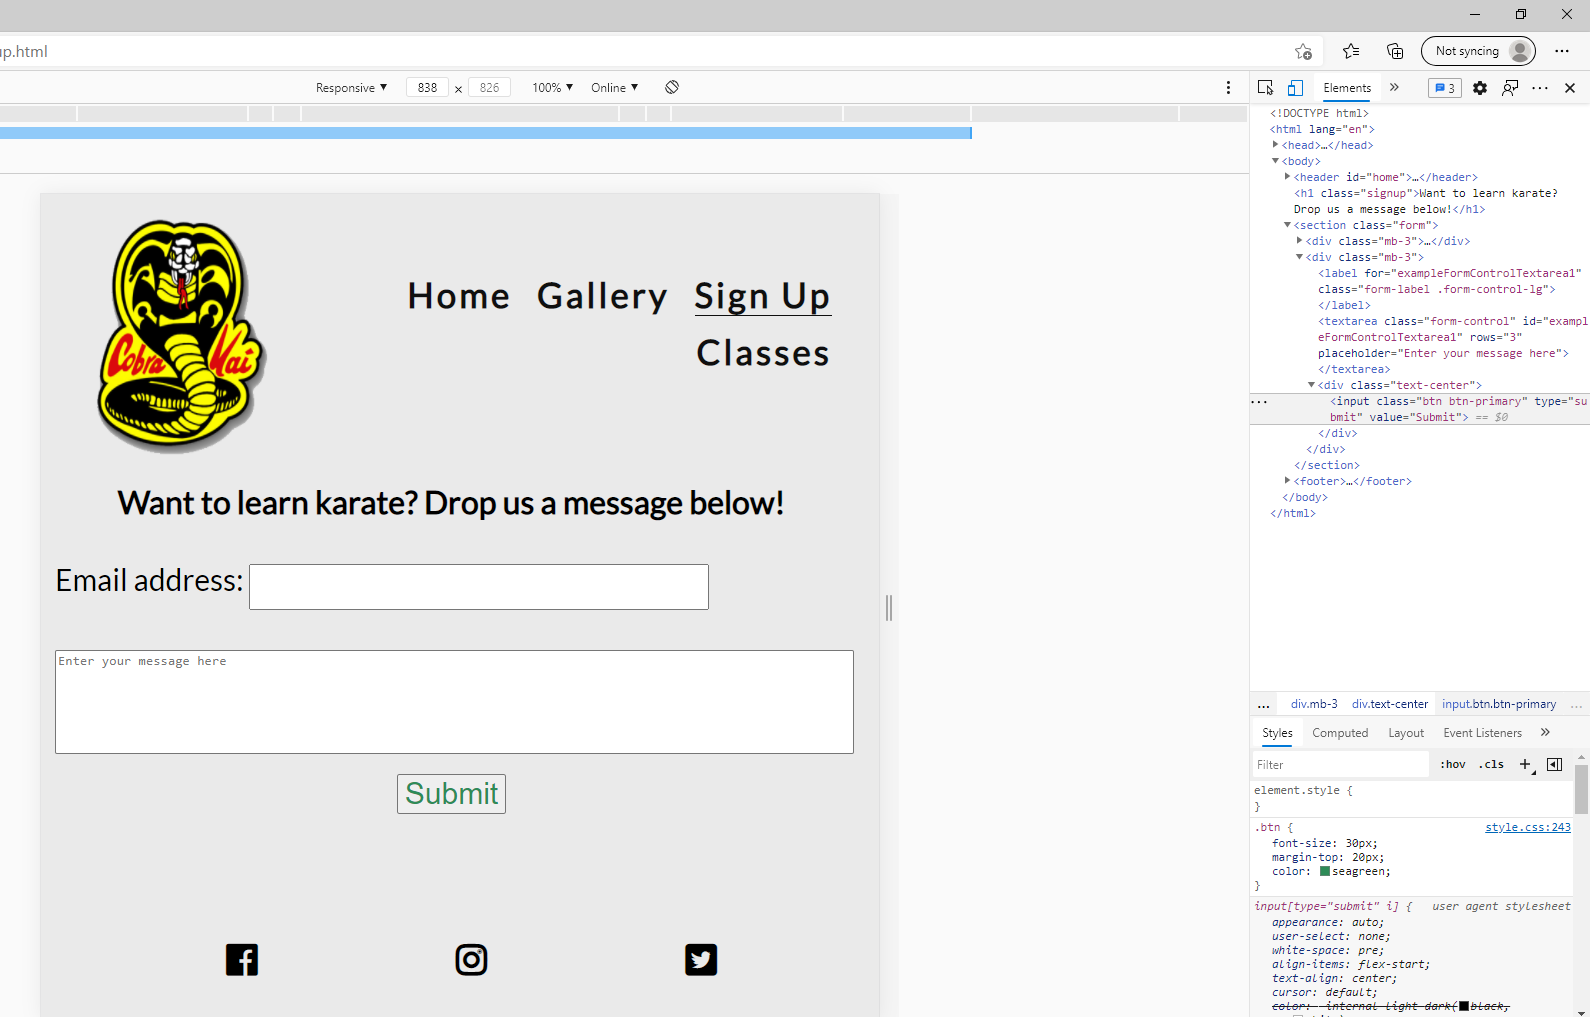 up.html
Not syncing
Responsive ▼ 838 × 826 100% ▼ Online ▼
Elements » 3
<!DOCTYPE html>
<html lang="en">
<head>…</head>
<body>
<header id="home">…</header>
<h1 class="signup">Want to learn karate?
Drop us a message below!</h1>
<section class="form">
<div class="mb-3">…</div>
<div class="mb-3">
<label for="exampleFormControlTextarea1"
class="form-label .form-control-lg">
</label>
<textarea class="form-control" id="exampl
eFormControlTextarea1" rows="3"
placeholder="Enter your message here">
</textarea>
<div class="text-center">
<input class="btn btn-primary" type="su
bmit" value="Submit"> == $0
</div>
</div>
</section>
<footer>…</footer>
</body>
</html>
Cobra Kai
Home Gallery Sign Up
Classes
Want to learn karate? Drop us a message below!
Email address:
Enter your message here
Submit
... div.mb-3 div.text-center input.btn.btn-primary ...
Styles Computed Layout Event Listeners »
Filter :hov .cls +
element.style {
}
.btn { style.css:243
font-size: 30px;
margin-top: 20px;
color: seagreen;
}
input[type="submit" i] { user agent stylesheet
appearance: auto;
user-select: none;
white-space: pre;
align-items: flex-start;
text-align: center;
cursor: default;
color: -internal-light-dark(black,